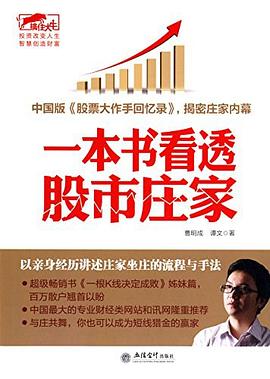 擒住大牛
投资改变人生
智慧创造财富
中国版《股票大作手回忆录》，揭密庄家内幕
一本书看透
股市庄家
曹明成 谭文◎著
以亲身经历讲述庄家坐庄的流程与手法
•超级畅销书《一根K线决定成败》姊妹篇，
百万散户翘首以盼
•中国最大的专业财经类网站和讯网隆重推荐
•与庄共舞，你也可以成为短线猎金的赢家
立信会计出版社